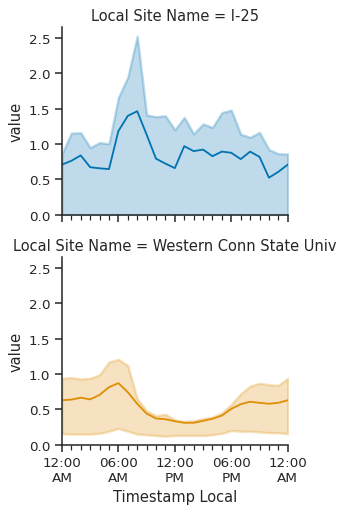 Local Site Name = I-25
2.5
2.0
1.5
1.0
0.5
0.0
value
Local Site Name = Western Conn State Univ
2.5
2.0
1.5
1.0
0.5
0.0
value
12:00 06:00 12:00 06:00 12:00
AM AM PM PM AM
Timestamp Local